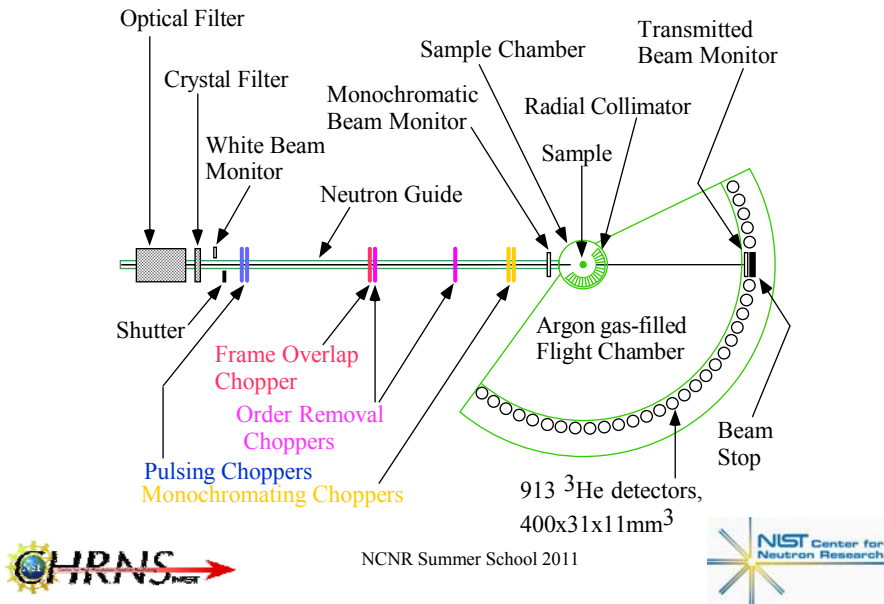 Optical Filter
Crystal Filter
White Beam
Monitor
Neutron Guide
Sample Chamber
Monochromatic
Beam Monitor
Transmitted
Beam Monitor
Radial Collimator
Sample
Shutter
Frame Overlap
Chopper
Order Removal
Choppers
Pulsing Choppers
Monochromating Choppers
Argon gas-filled
Flight Chamber
Beam
Stop
913 ³He detectors,
400x31x11mm³
CHRNS
NIST
NCNR Summer School 2011
NIST Center for
Neutron Research